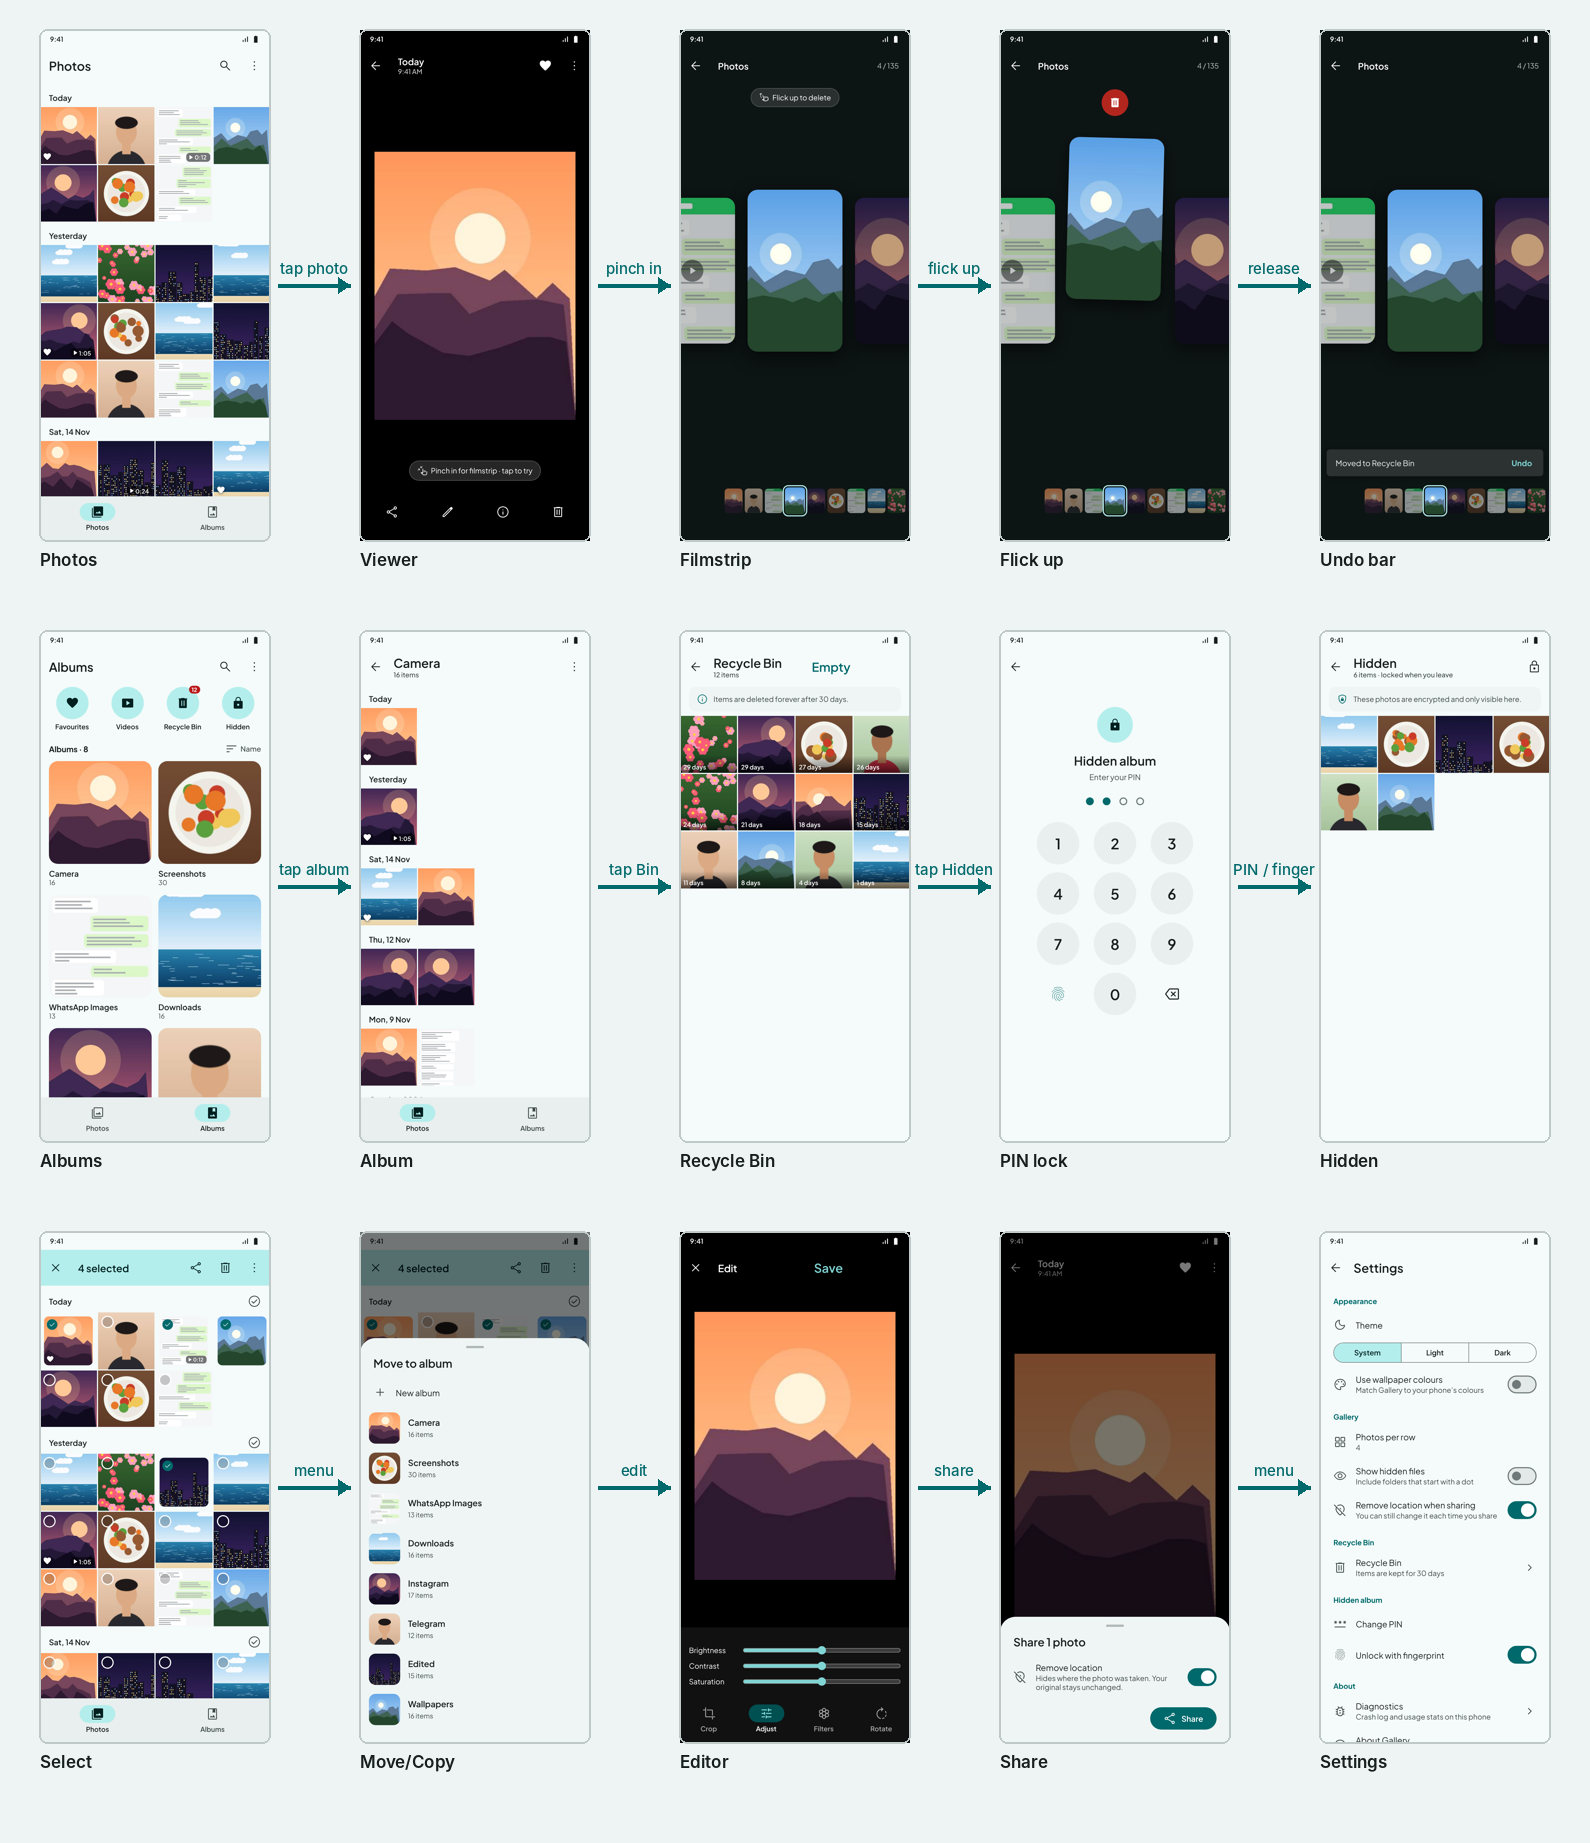 9:41
Photos
Today
0:12
Yesterday
1:05
Sat, 14 Nov
0:24
Photos
Albums
Photos
tap photo
9:41
Today
9:41 AM
Pinch in for filmstrip · tap to try
Viewer
pinch in
9:41
Photos
4/135
Flick up to delete
Filmstrip
flick up
9:41
Photos
4/135
Flick up
release
9:41
Photos
4/135
Moved to Recycle Bin
Undo
Undo bar
9:41
Albums
12
Favourites
Videos
Recycle Bin
Hidden
Albums · 8
Name
Camera
16
Screenshots
30
WhatsApp Images
13
Downloads
16
Photos
Albums
Albums
tap album
9:41
Camera
16 items
Today
Yesterday
1:05
Sat, 14 Nov
Thu, 12 Nov
Mon, 9 Nov
Photos
Albums
Album
tap Bin
9:41
Recycle Bin
12 items
Empty
Items are deleted forever after 30 days.
29 days
29 days
27 days
26 days
24 days
21 days
18 days
15 days
11 days
8 days
4 days
1 days
Recycle Bin
tap Hidden
9:41
Hidden album
Enter your PIN
1
2
3
4
5
6
7
8
9
0
PIN lock
PIN / finger
9:41
Hidden
6 items · locked when you leave
These photos are encrypted and only visible here.
Hidden
9:41
4 selected
Today
0:12
Yesterday
1:05
Sat, 14 Nov
Photos
Albums
Select
menu
9:41
4 selected
Today
Move to album
New album
Camera
16 items
Screenshots
30 items
WhatsApp Images
13 items
Downloads
16 items
Instagram
17 items
Telegram
12 items
Edited
15 items
Wallpapers
16 items
Move/Copy
edit
9:41
Edit
Save
Brightness
Contrast
Saturation
Crop
Adjust
Filters
Rotate
Editor
share
9:41
Today
9:41 AM
Share 1 photo
Remove location
Hides where the photo was taken. Your
original stays unchanged.
Share
Share
menu
9:41
Settings
Appearance
Theme
System
Light
Dark
Use wallpaper colours
Match Gallery to your phone's colours
Gallery
Photos per row
4
Show hidden files
Include folders that start with a dot
Remove location when sharing
You can still change it each time you share
Recycle Bin
Recycle Bin
Items are kept for 30 days
Hidden album
Change PIN
Unlock with fingerprint
About
Diagnostics
Crash log and usage stats on this phone
About Gallery
Settings